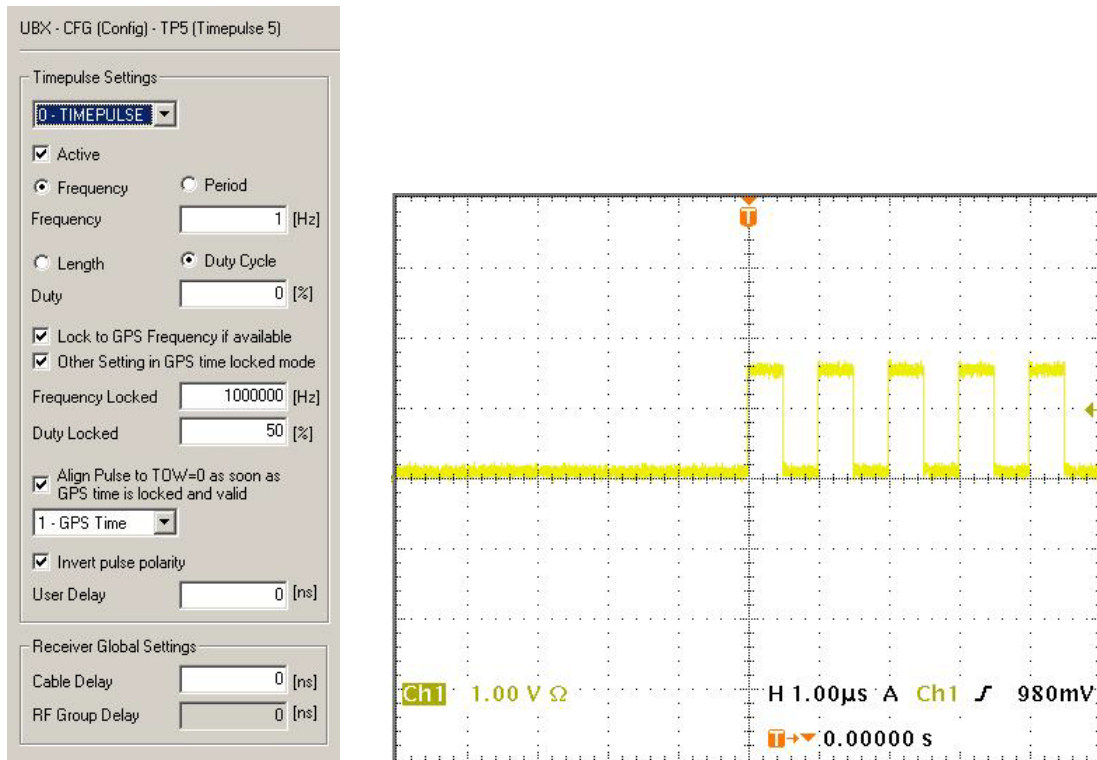 UBX - CFG (Config) - TP5 (Timepulse 5)
Timepulse Settings
0 - TIMEPULSE
Active
Frequency Period
Frequency 1 [Hz]
Length Duty Cycle
Duty 0 [%]
Lock to GPS Frequency if available
Other Setting in GPS time locked mode
Frequency Locked 1000000 [Hz]
Duty Locked 50 [%]
Align Pulse to TOW=0 as soon as
GPS time is locked and valid
1 - GPS Time
Invert pulse polarity
User Delay 0 [ns]
Receiver Global Settings
Cable Delay 0 [ns]
RF Group Delay 0 [ns]
T
Ch1 1.00 V Ω H 1.00µs A Ch1 980mV
T 0.00000 s